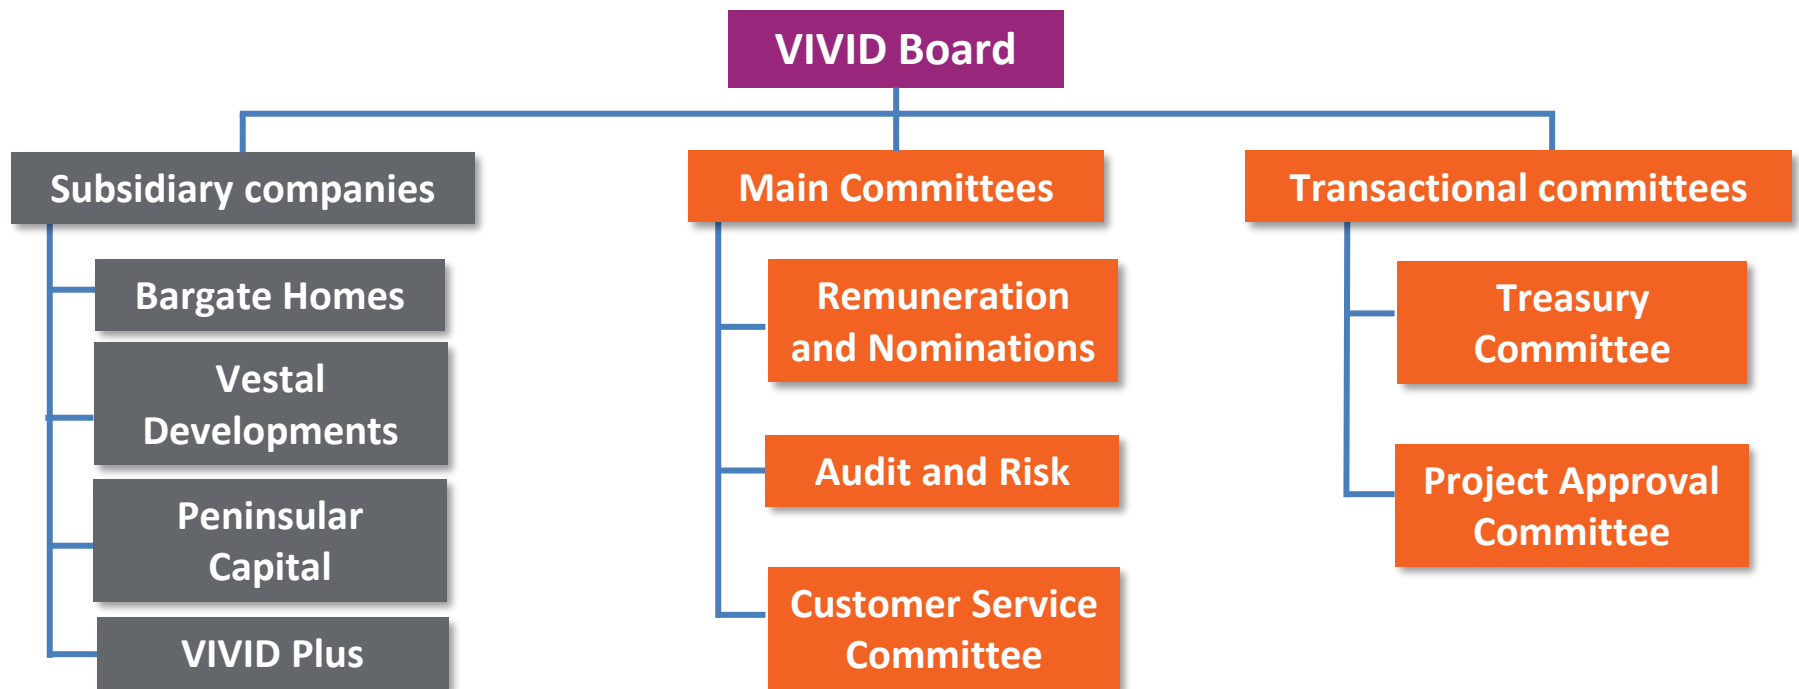 VIVID Board
Subsidiary companies
Bargate Homes
Vestal
Developments
Peninsular
Capital
VIVID Plus
Main Committees
Remuneration
and Nominations
Audit and Risk
Customer Service
Committee
Transactional committees
Treasury
Committee
Project Approval
Committee